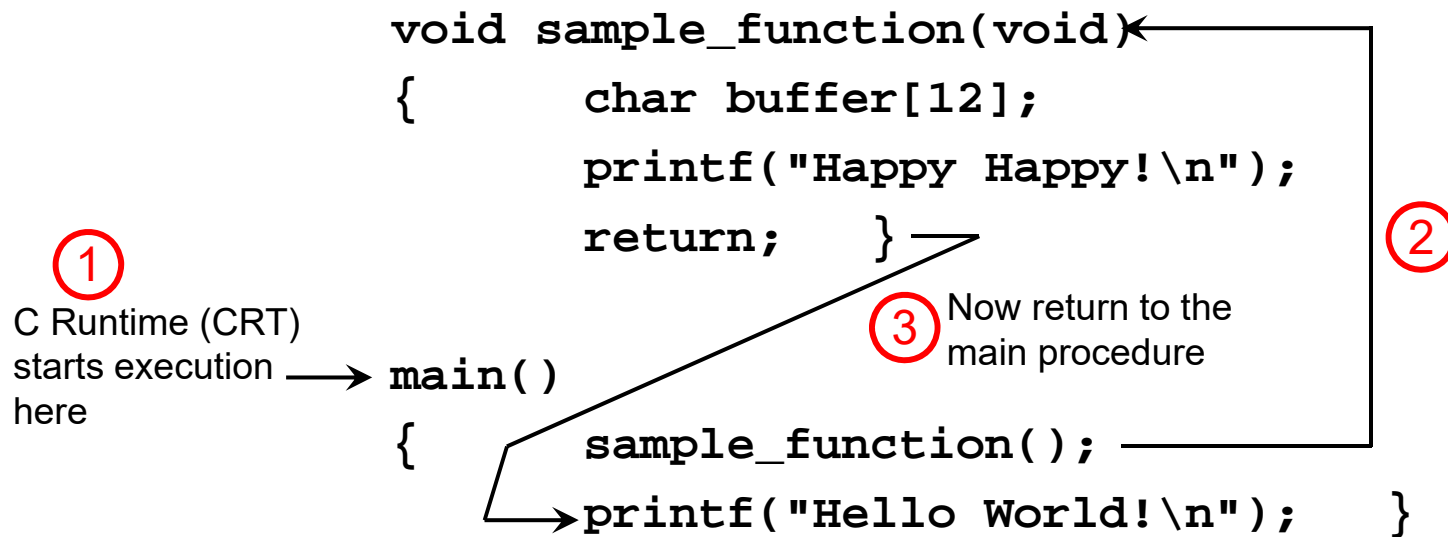 void sample_function(void)
{ char buffer[12];
printf("Happy Happy!\n");
return; }
2
1
C Runtime (CRT)
starts execution
here
3
Now return to the
main procedure
main()
{ sample_function();
printf("Hello World!\n"); }